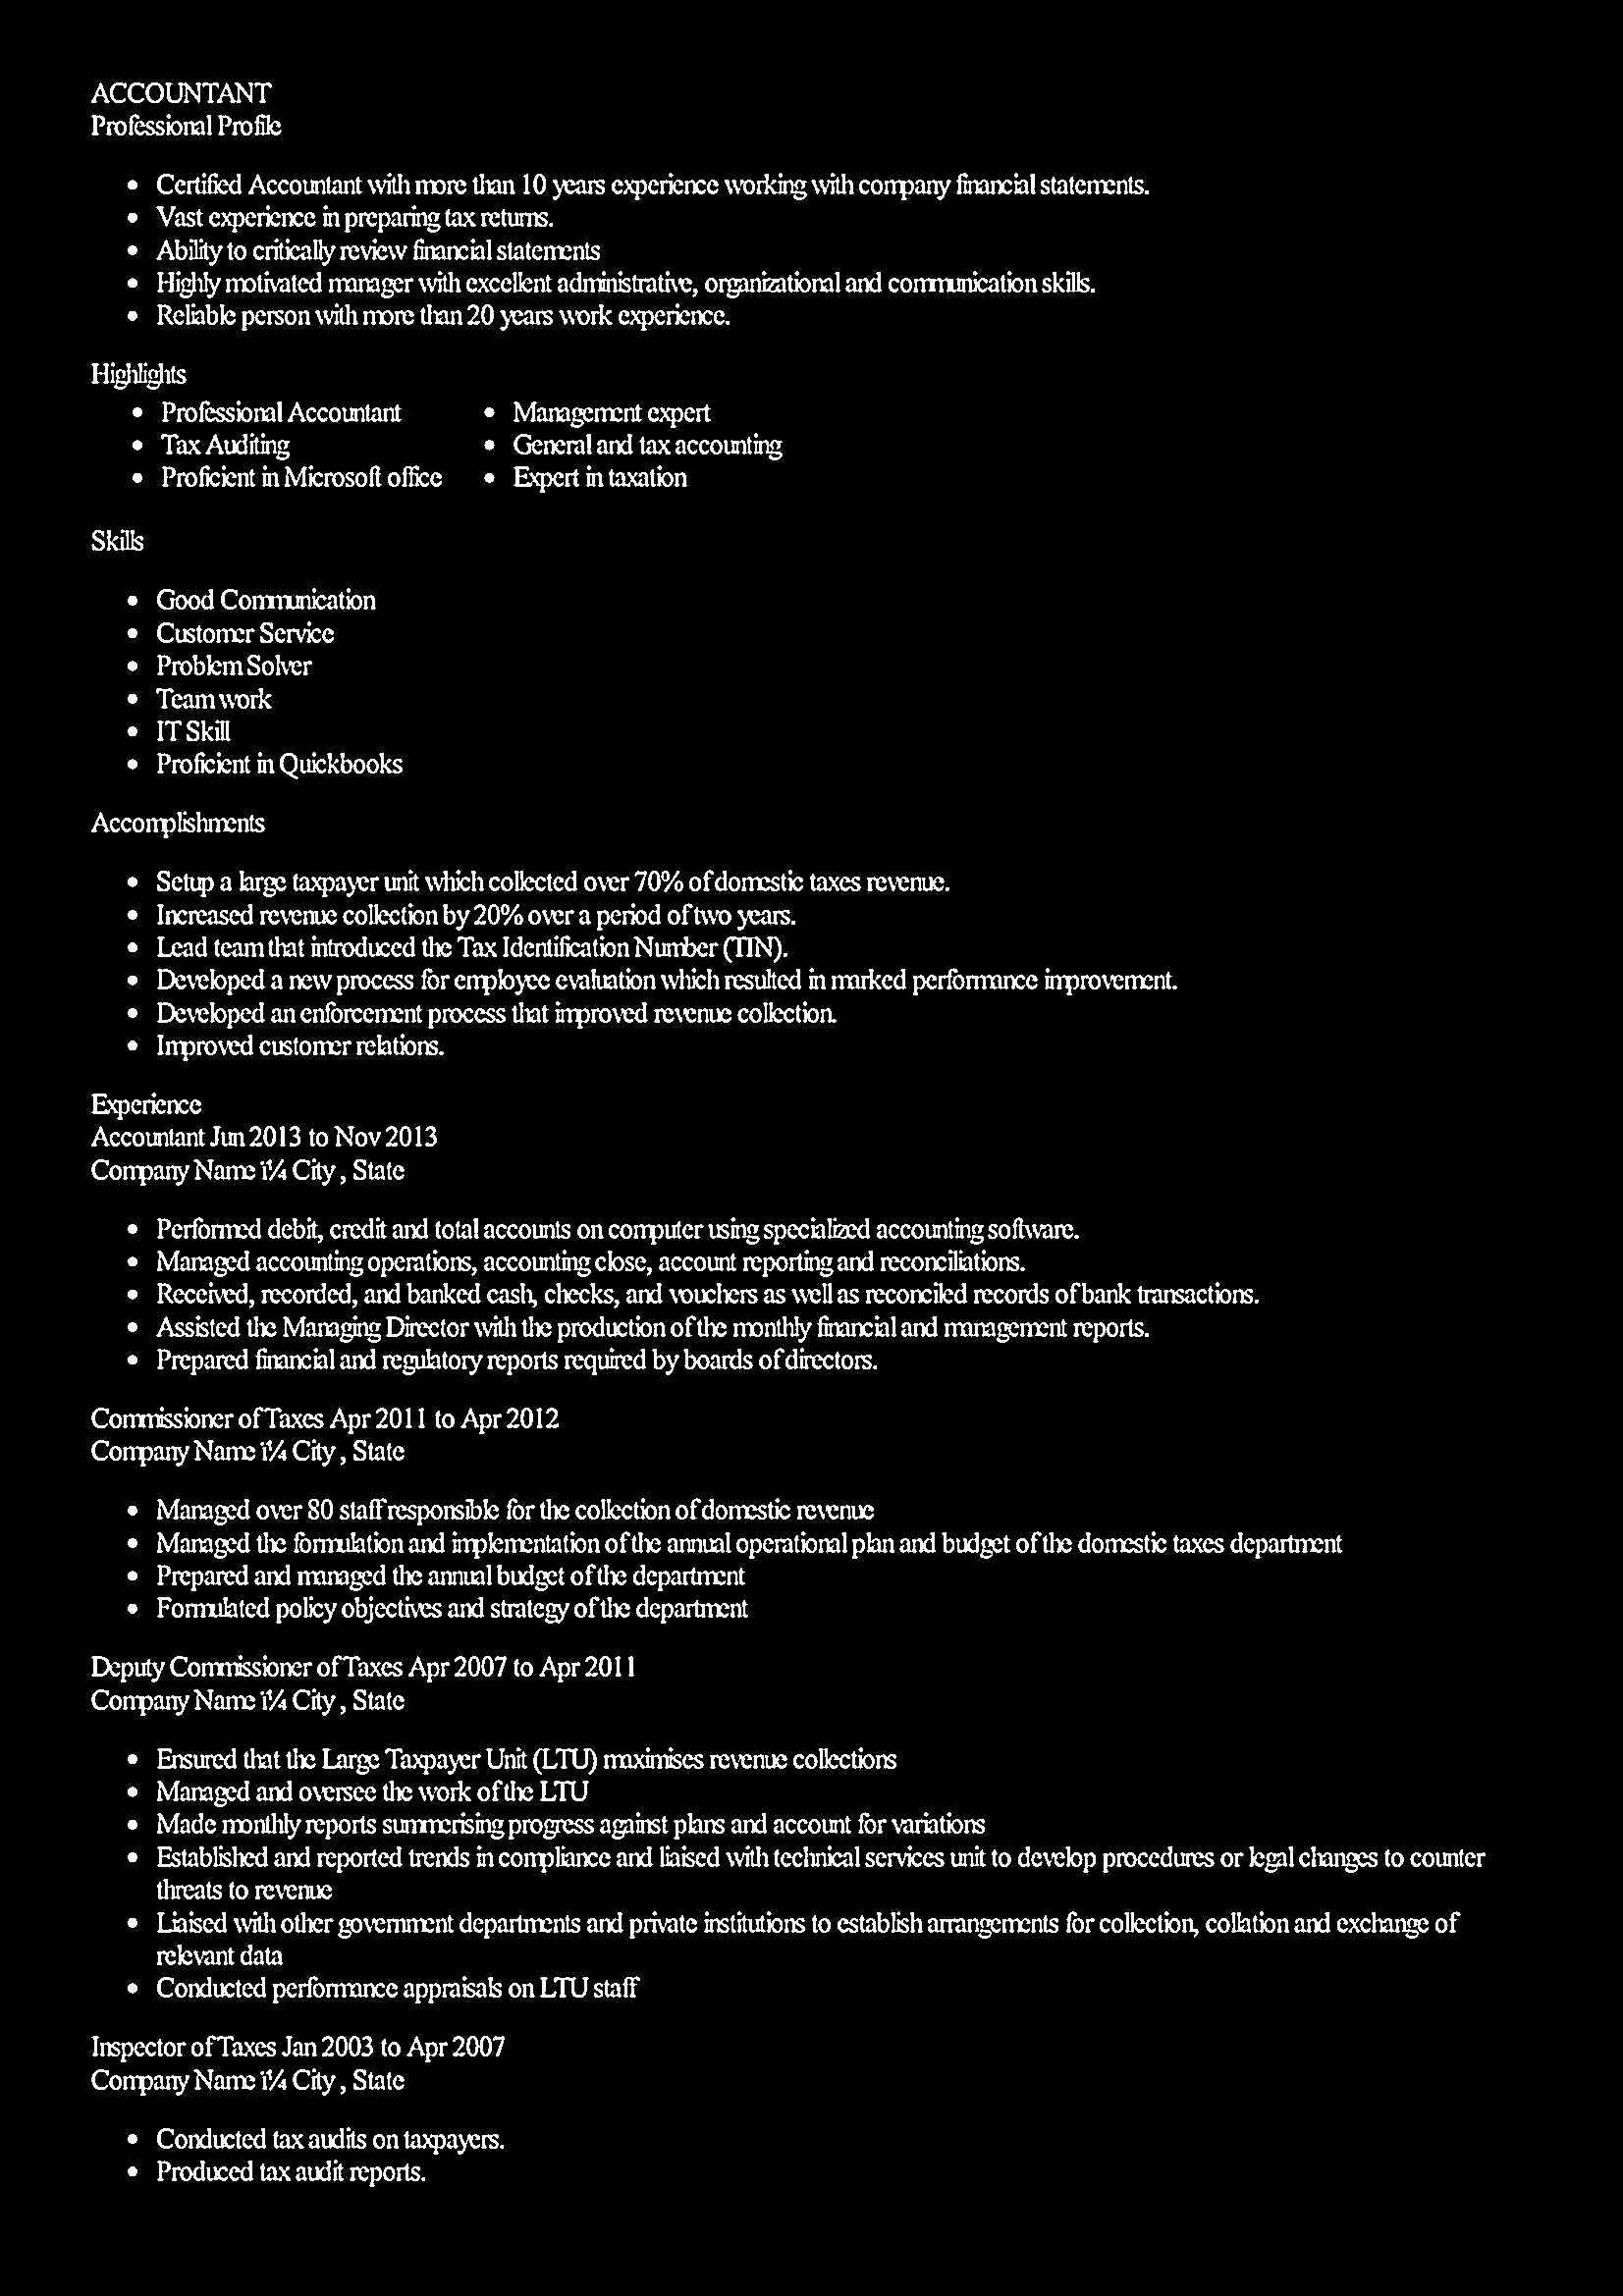 ACCOUNTANT
Professional Profile
• Certified Accountant with more than 10 years experience working with company financial statements.
• Vast experience in preparing tax returns.
• Ability to critically review financial statements
• Highly motivated manager with excellent administrative, organizational and communication skills.
• Reliable person with more than 20 years work experience.
Highlights
• Professional Accountant
• Tax Auditing
• Proficient in Microsoft office
• Management expert
• General and tax accounting
• Expert in taxation
Skills
• Good Communication
• Customer Service
• Problem Solver
• Team work
• IT Skill
• Proficient in Quickbooks
Accomplishments
• Setup a large taxpayer unit which collected over 70% of domestic taxes revenue.
• Increased revenue collection by 20% over a period of two years.
• Lead team that introduced the Tax Identification Number (TIN).
• Developed a new process for employee evaluation which resulted in marked performance improvement.
• Developed an enforcement process that improved revenue collection.
• Improved customer relations.
Experience
Accountant Jun 2013 to Nov 2013
Company Name ï¼ City , State
• Performed debit, credit and total accounts on computer using specialized accounting software.
• Managed accounting operations, accounting close, account reporting and reconciliations.
• Received, recorded, and banked cash, checks, and vouchers as well as reconciled records of bank transactions.
• Assisted the Managing Director with the production of the monthly financial and management reports.
• Prepared financial and regulatory reports required by boards of directors.
Commissioner of Taxes Apr 2011 to Apr 2012
Company Name ï¼ City , State
• Managed over 80 staff responsible for the collection of domestic revenue
• Managed the formulation and implementation of the annual operational plan and budget of the domestic taxes department
• Prepared and managed the annual budget of the department
• Formulated policy objectives and strategy of the department
Deputy Commissioner of Taxes Apr 2007 to Apr 2011
Company Name ï¼ City , State
• Ensured that the Large Taxpayer Unit (LTU) maximises revenue collections
• Managed and oversee the work of the LTU
• Made monthly reports summerising progress against plans and account for variations
• Established and reported trends in compliance and liaised with technical services unit to develop procedures or legal changes to counter
threats to revenue
• Liaised with other government departments and private institutions to establish arrangements for collection, collation and exchange of
relevant data
• Conducted performance appraisals on LTU staff
Inspector of Taxes Jan 2003 to Apr 2007
Company Name ï¼ City , State
• Conducted tax audits on taxpayers.
• Produced tax audit reports.